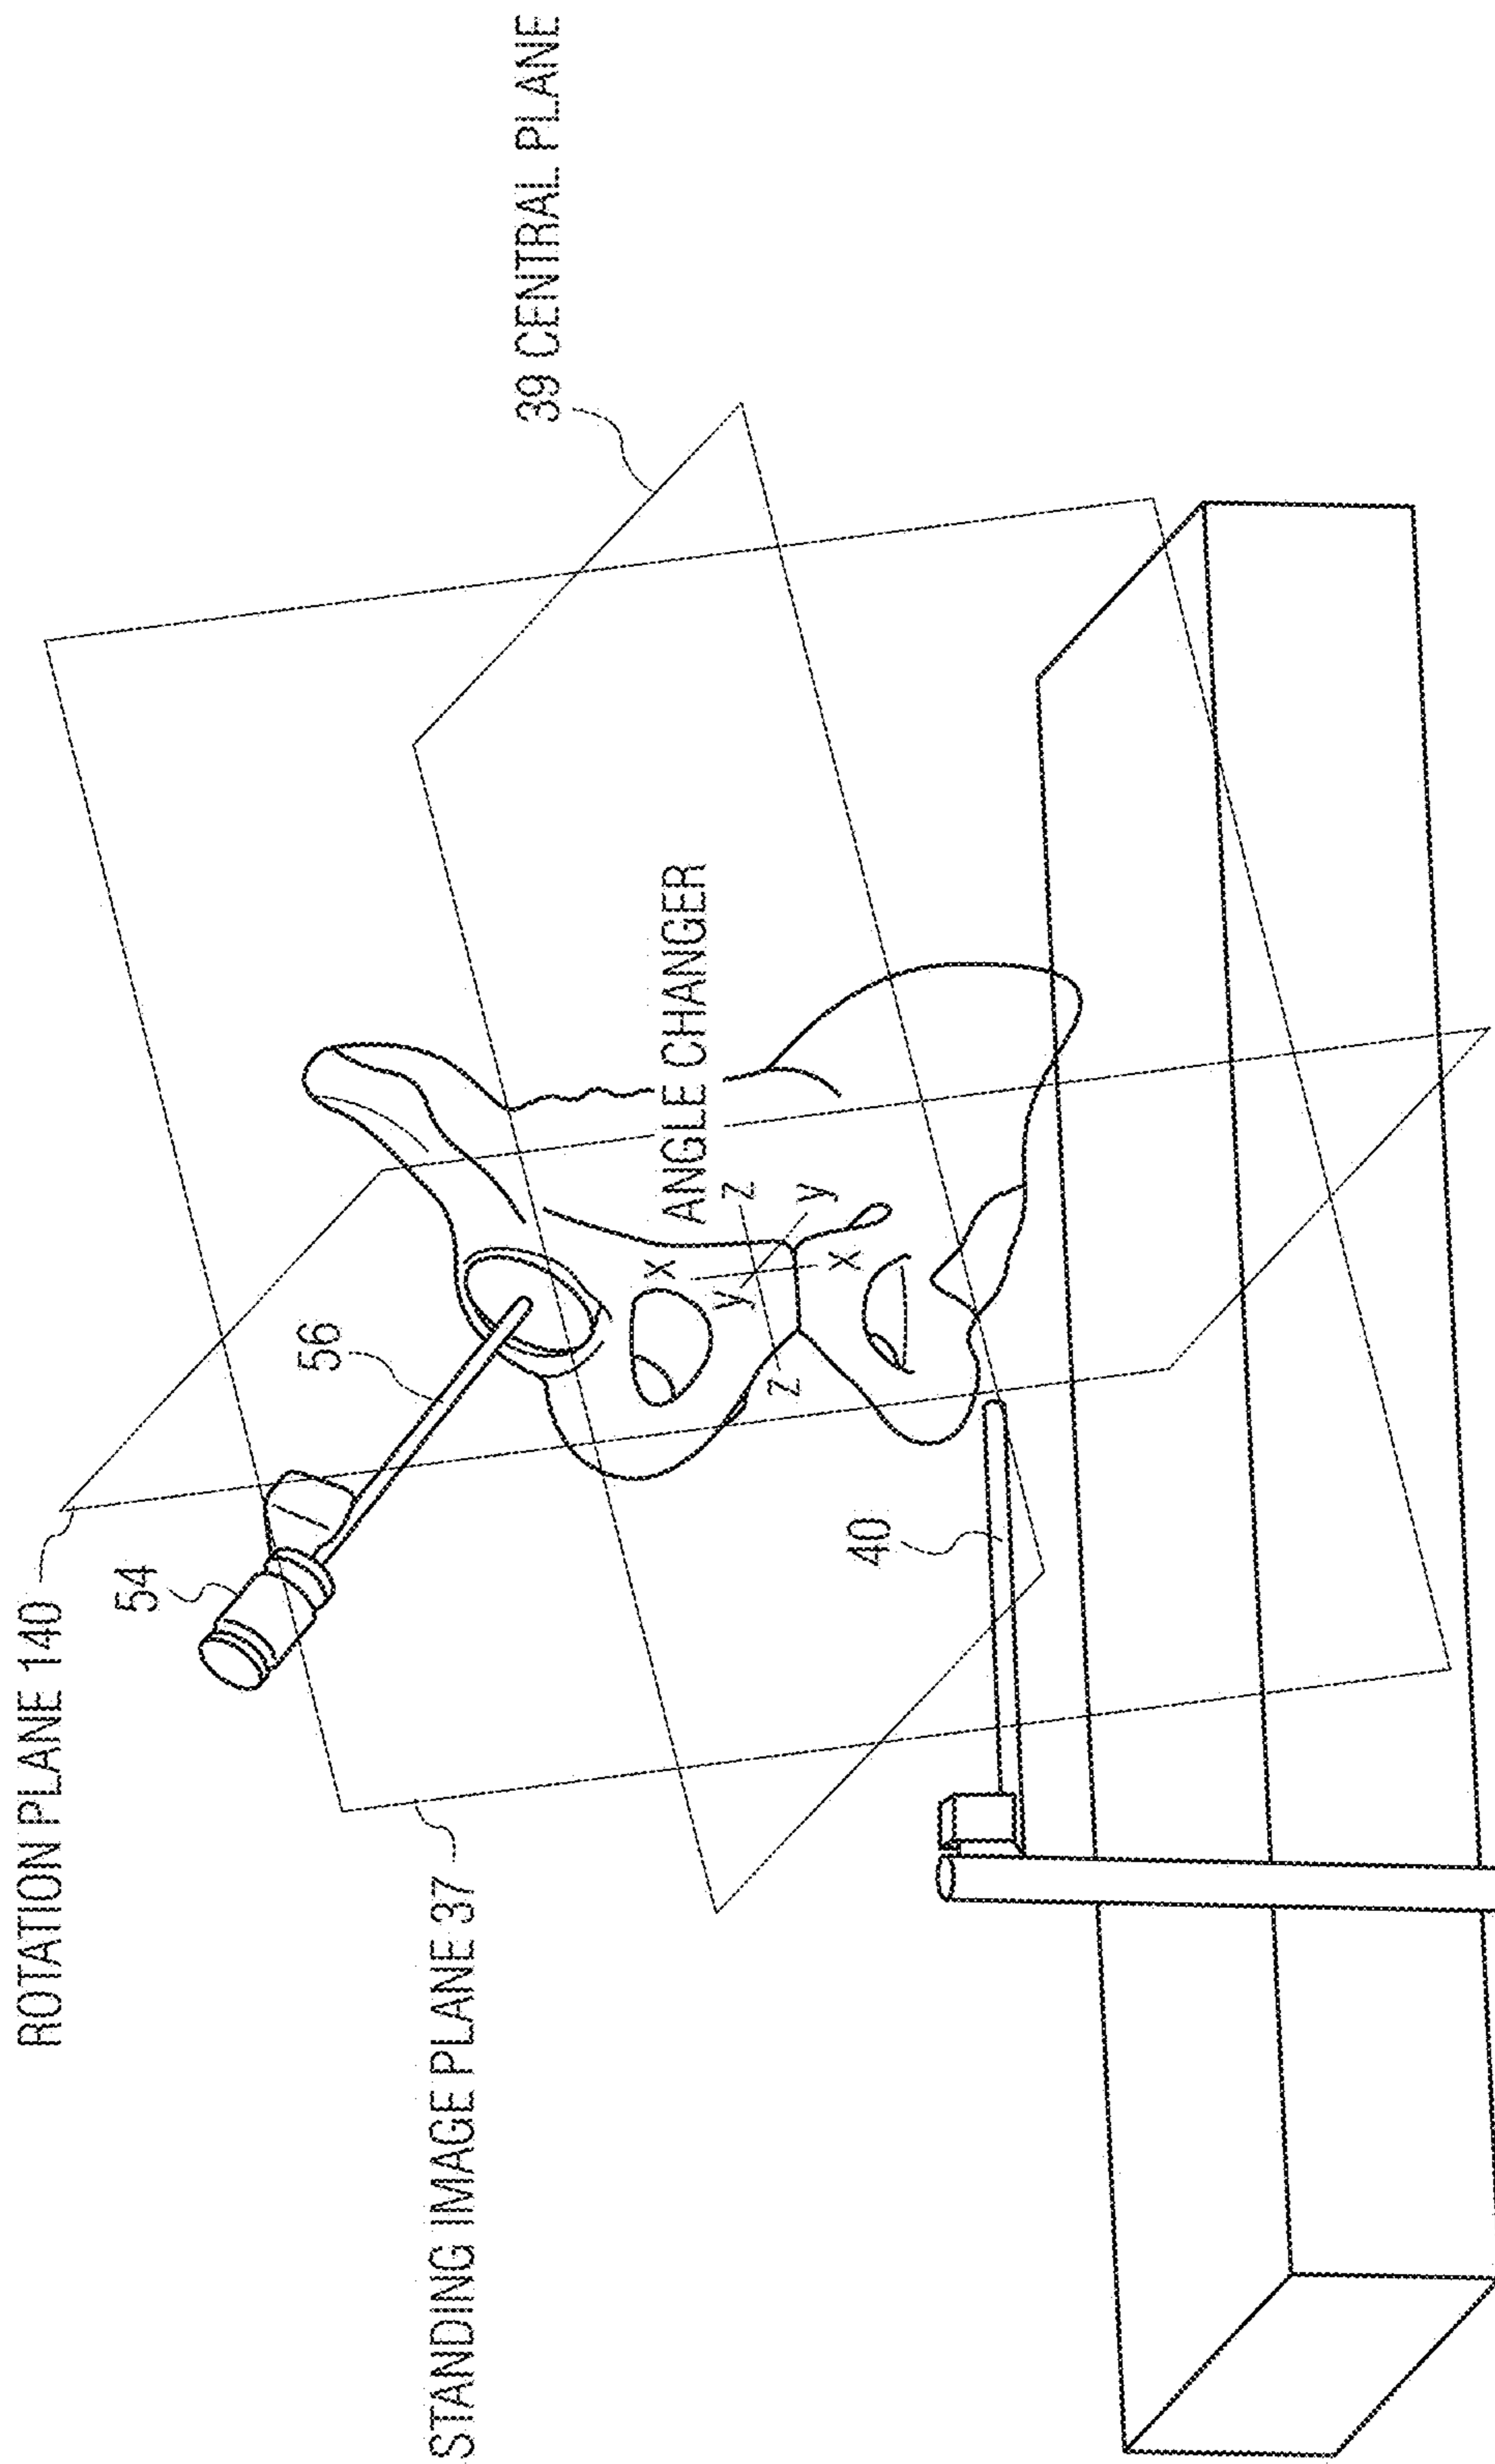 ROTATION PLANE 140
54
56
STANDING IMAGE PLANE 37
39 CENTRAL PLANE
ANGLE CHANGER
x
x
y
y
z
z
40